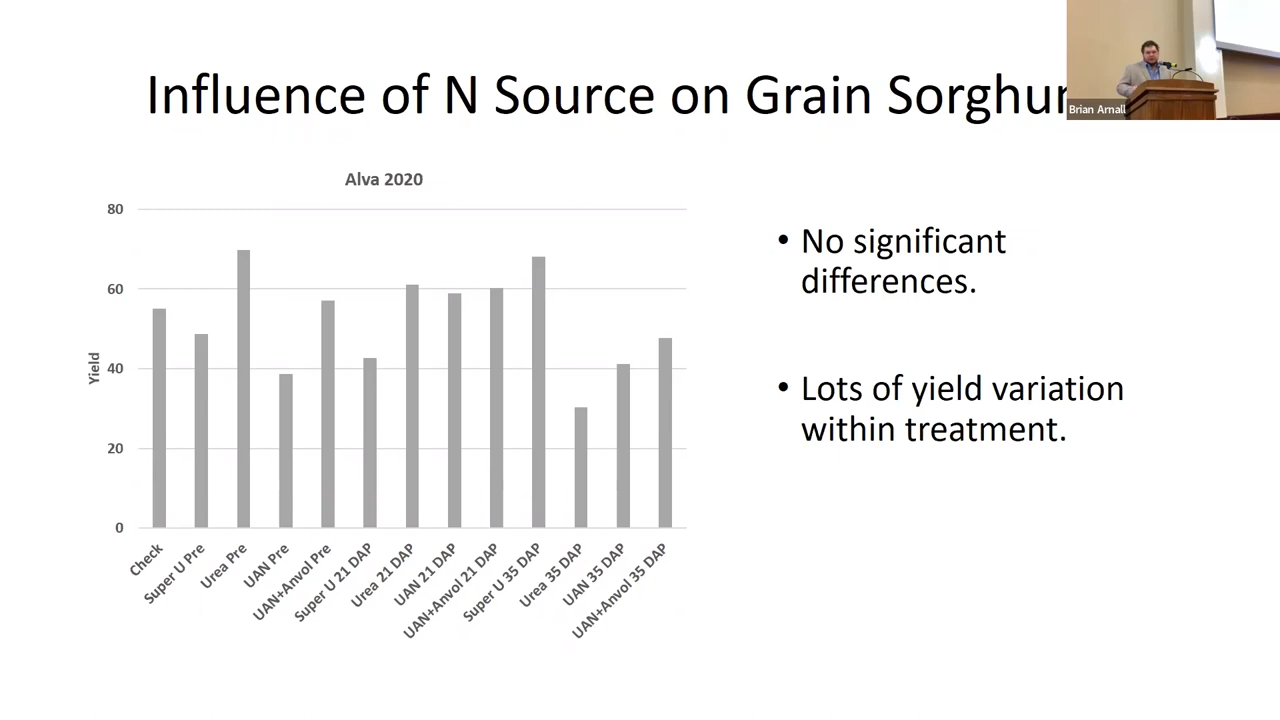 Influence of N Source on Grain Sorghu
Brian Arnall
Alva 2020
80
60
40
20
0
Yield
Check
Super U Pre
Urea Pre
UAN Pre
UAN+Anvol Pre
Super U 21 DAP
Urea 21 DAP
UAN 21 DAP
UAN+Anvol 21 DAP
Super U 35 DAP
Urea 35 DAP
UAN 35 DAP
UAN+Anvol 35 DAP
• No significant
differences.
• Lots of yield variation
within treatment.